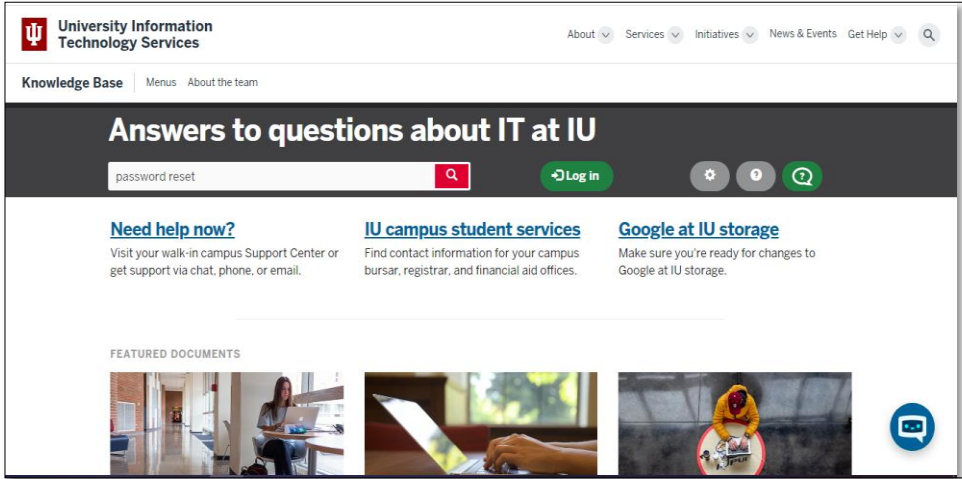 University Information
Technology Services
About Services Initiatives News & Events Get Help
Knowledge Base Menus About the team
Answers to questions about IT at IU
password reset
Log in
Need help now?
Visit your walk-in campus Support Center or
get support via chat, phone, or email.
IU campus student services
Find contact information for your campus
bursar, registrar, and financial aid offices.
Google at IU storage
Make sure you're ready for changes to
Google at IU storage.
FEATURED DOCUMENTS
IUPUI